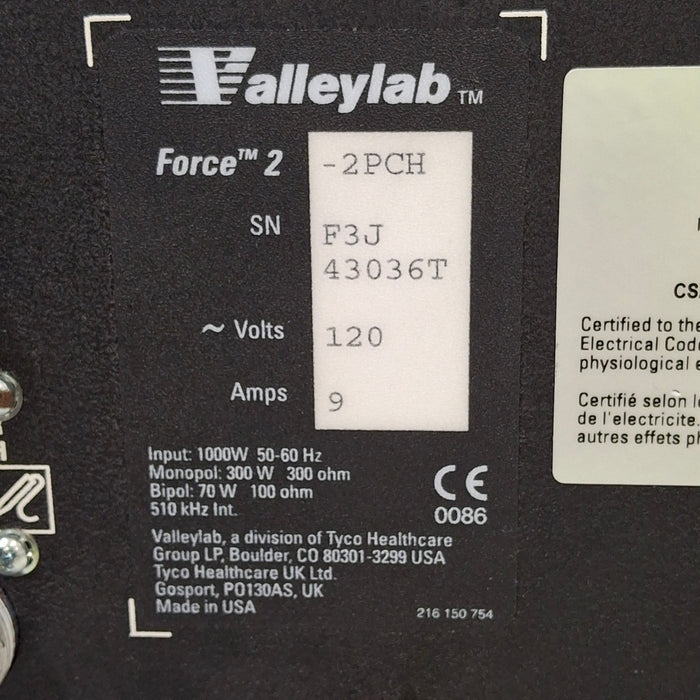 Valleylab™
Force™ 2 -2PCH
SN F3J
43036T
~ Volts 120
Amps 9
Input: 1000W 50-60 Hz
Monopol: 300 W 300 ohm
Bipol: 70 W 100 ohm
510 kHz Int.
CE
0086
Valleylab, a division of Tyco Healthcare
Group LP, Boulder, CO 80301-3299 USA
Tyco Healthcare UK Ltd.
Gosport, PO130AS, UK
Made in USA
216 150 754
CS
Certified to the
Electrical Cod
physiological e
Certifié selon l
de l'electricite.
autres effets p